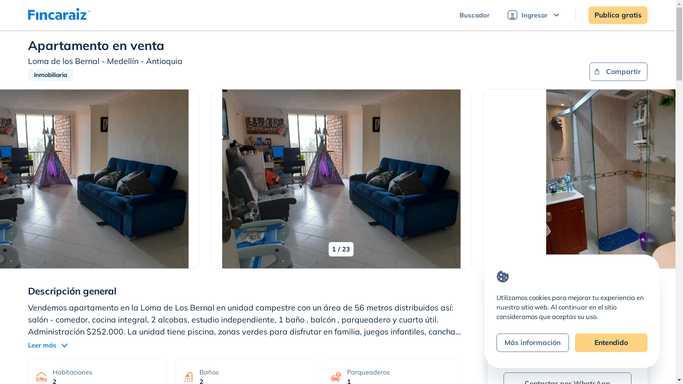 Fincaraiz
Buscador
Ingresar
Publica gratis
Apartamento en venta
Loma de los Bernal - Medellín - Antioquia
Inmobiliaria
Compartir
1 / 23
Descripción general
Vendemos apartamento en la Loma de Los Bernal en unidad campestre con un área de 56 metros distribuidos así:
salón - comedor, cocina integral, 2 alcobas, estudio independiente, 1 baño , balcón , parqueadero y cuarto útil.
Administración $252.000. La unidad tiene piscina, zonas verdes para disfrutar en familia, juegos infantiles, cancha...
Leer más
Habitaciones
2
Baños
2
Parqueaderos
1
Utilizamos cookies para mejorar tu experiencia en
nuestro sitio web. Al continuar en el sitio
consideramos que aceptas su uso.
Más información
Entendido
Contactar por WhatsApp